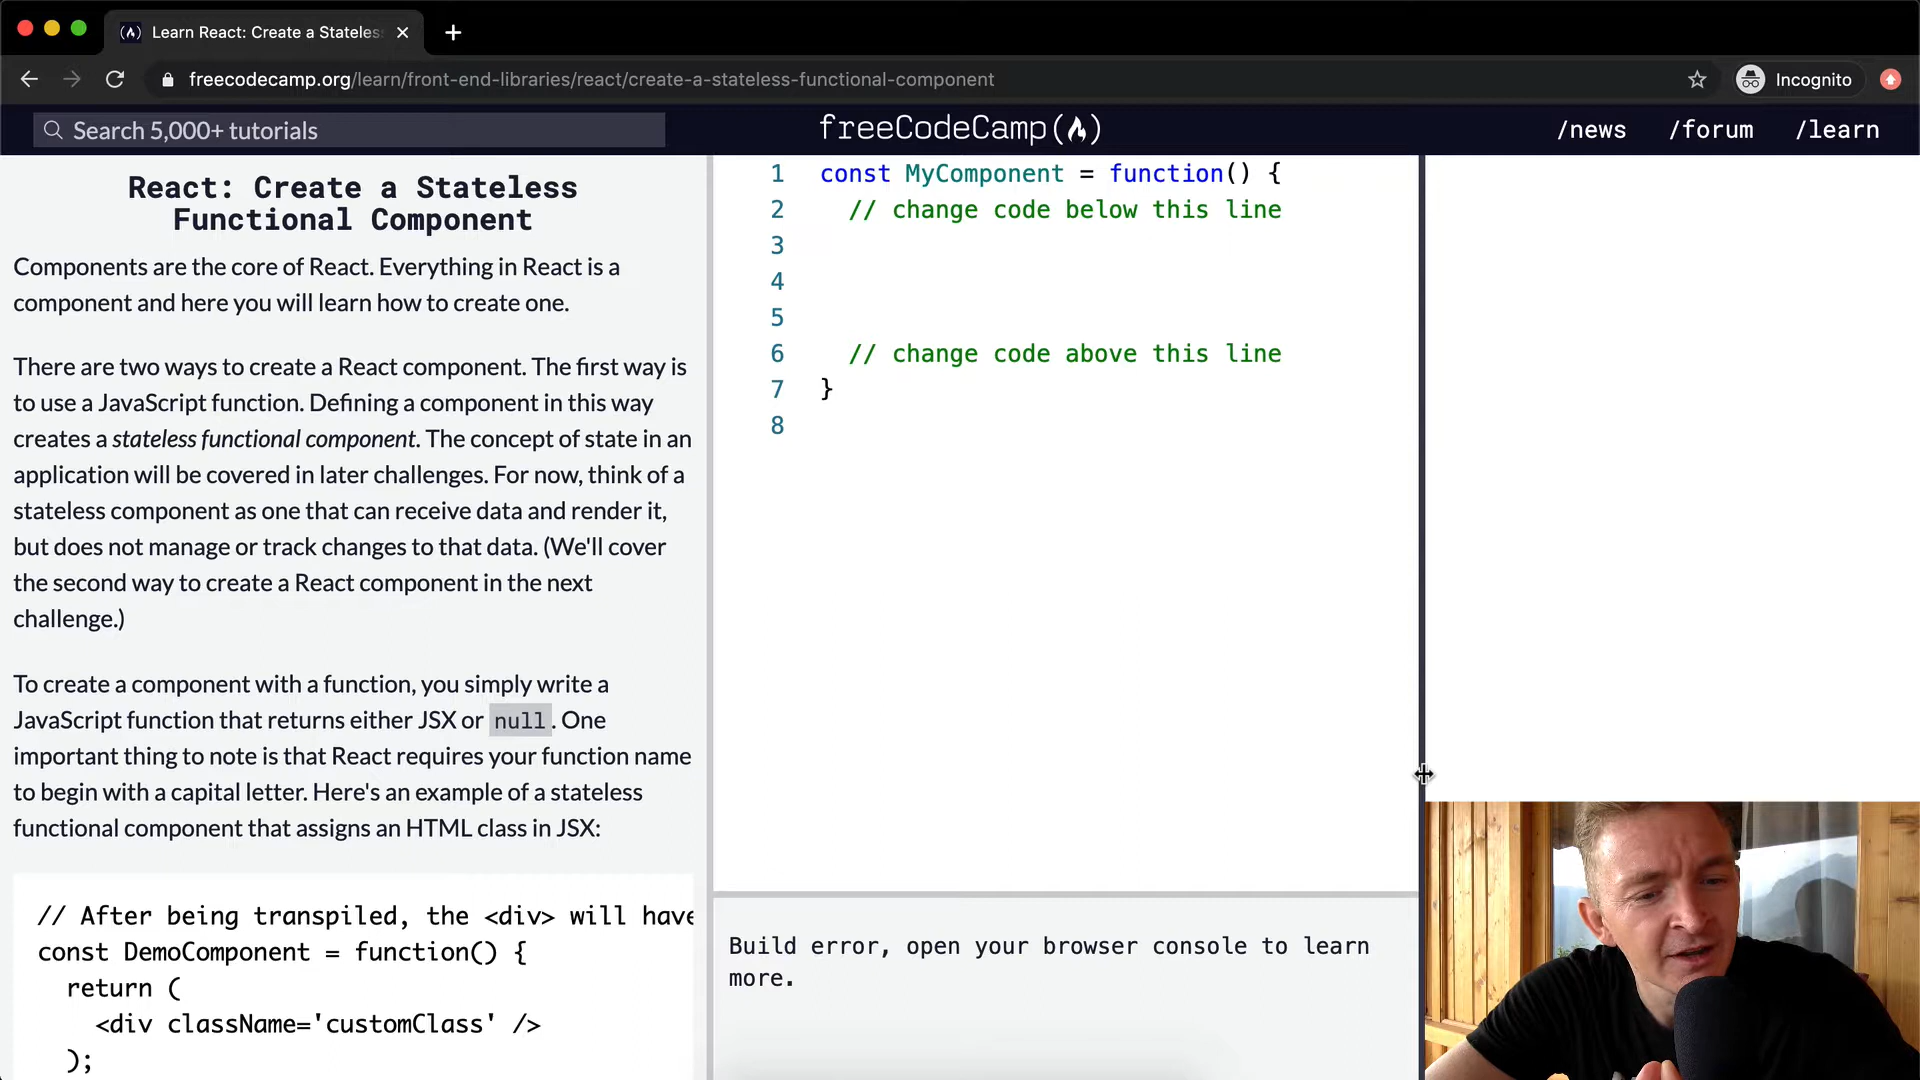 Learn React: Create a Stateles
freecodecamp.org/learn/front-end-libraries/react/create-a-stateless-functional-component
Incognito
Search 5,000+ tutorials
freeCodeCamp
/news
/forum
/learn
React: Create a Stateless
Functional Component
Components are the core of React. Everything in React is a
component and here you will learn how to create one.
There are two ways to create a React component. The first way is
to use a JavaScript function. Defining a component in this way
creates a stateless functional component. The concept of state in an
application will be covered in later challenges. For now, think of a
stateless component as one that can receive data and render it,
but does not manage or track changes to that data. (We'll cover
the second way to create a React component in the next
challenge.)
To create a component with a function, you simply write a
JavaScript function that returns either JSX or null. One
important thing to note is that React requires your function name
to begin with a capital letter. Here's an example of a stateless
functional component that assigns an HTML class in JSX:
// After being transpiled, the <div> will have
const DemoComponent = function() {
return (
<div className='customClass' />
);
1 const MyComponent = function() {
2 // change code below this line
3
4
5
6 // change code above this line
7 }
8
Build error, open your browser console to learn
more.